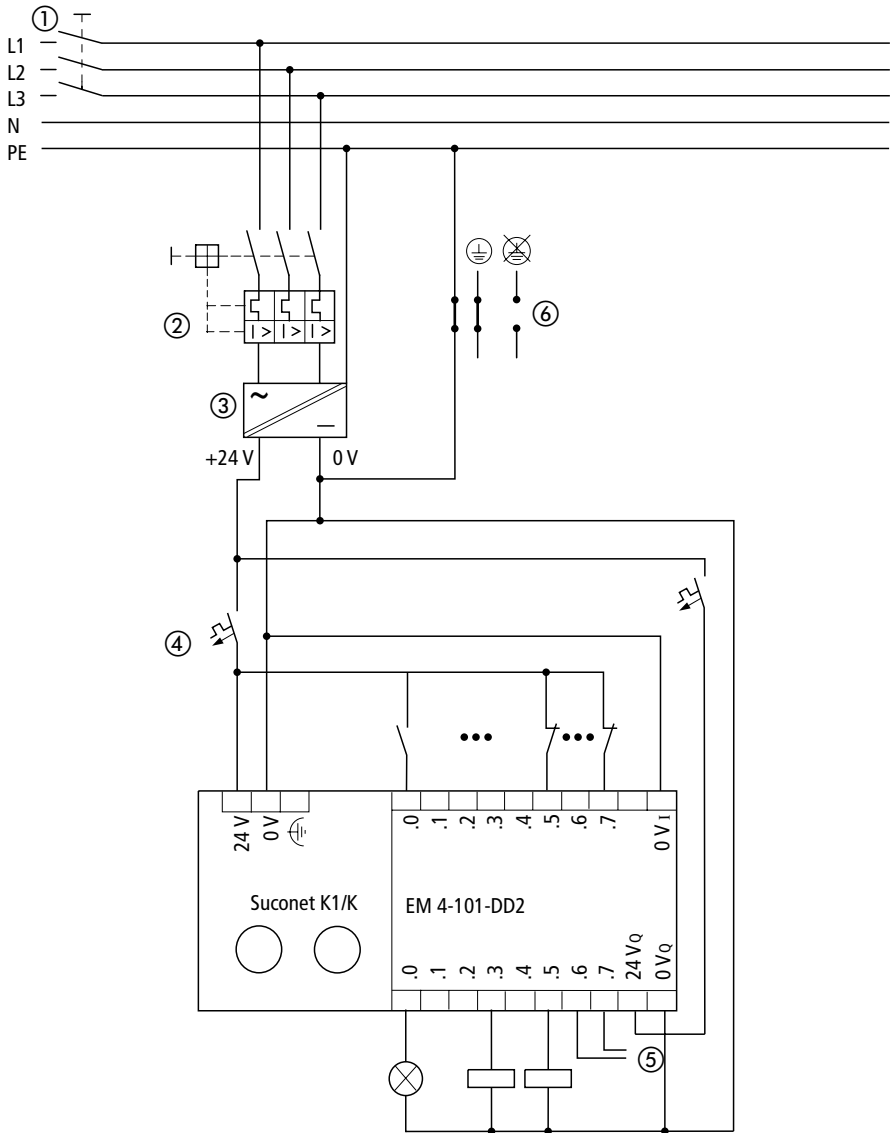 ①
L1
L2
L3
N
PE
②
I > I > I >
⑥
③
~
—
+24 V 0 V
④
24 V 0 V
.0 .1 .2 .3 .4 .5 .6 .7 0 VI
Suconet K1/K
EM 4-101-DD2
.0 .1 .2 .3 .4 .5 .6 .7 24 VQ 0 VQ
⑤